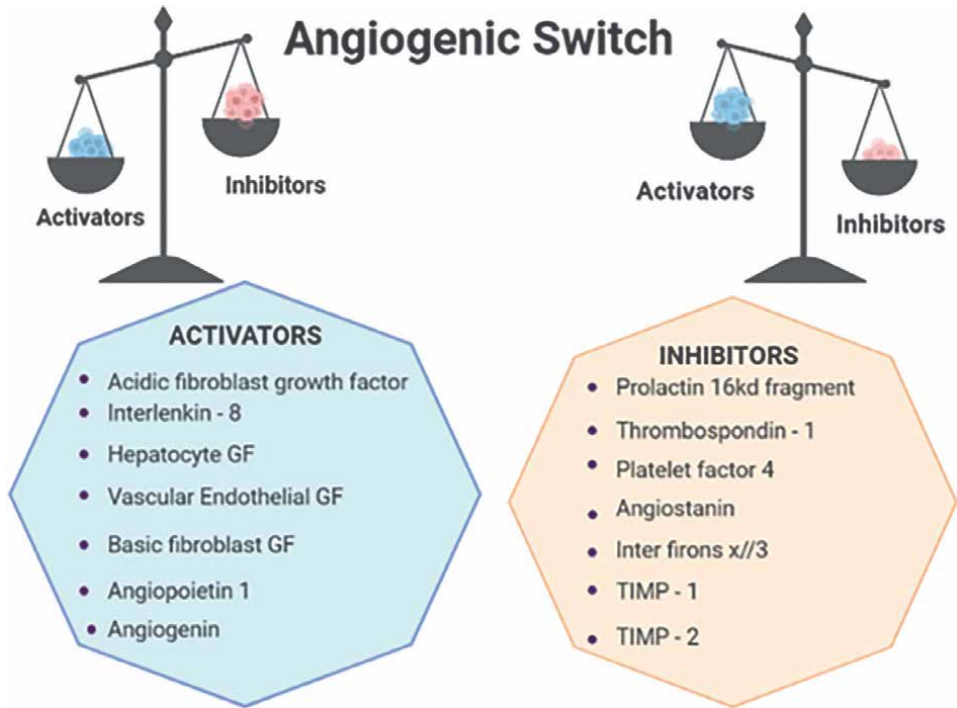 Angiogenic Switch
Activators
Inhibitors
Activators
Inhibitors
ACTIVATORS
Acidic fibroblast growth factor
Interlenkin - 8
Hepatocyte GF
Vascular Endothelial GF
Basic fibroblast GF
Angiopoietin 1
Angiogenin
INHIBITORS
Prolactin 16kd fragment
Thrombospondin - 1
Platelet factor 4
Angiostanin
Inter firons x//3
TIMP - 1
TIMP - 2